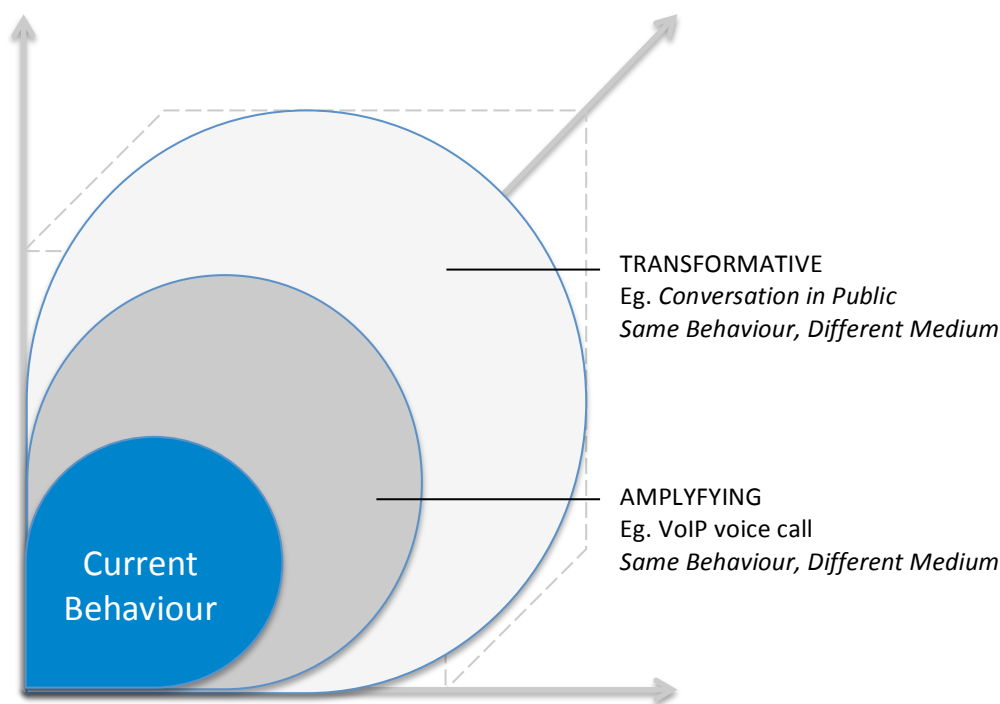 TRANSFORMATIVE
Eg. Conversation in Public
Same Behaviour, Different Medium
AMPLYFYING
Eg. VoIP voice call
Same Behaviour, Different Medium
Current
Behaviour